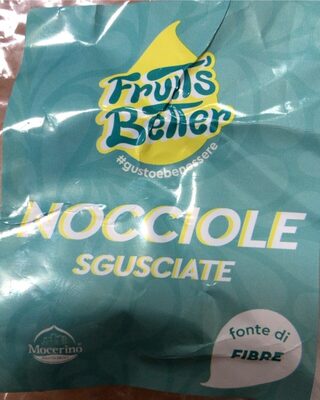 Fruits
Better
#gustoebenessere
NOCCIOLE
SGUSCIATE
fonte di
FIBRE
Mocerino